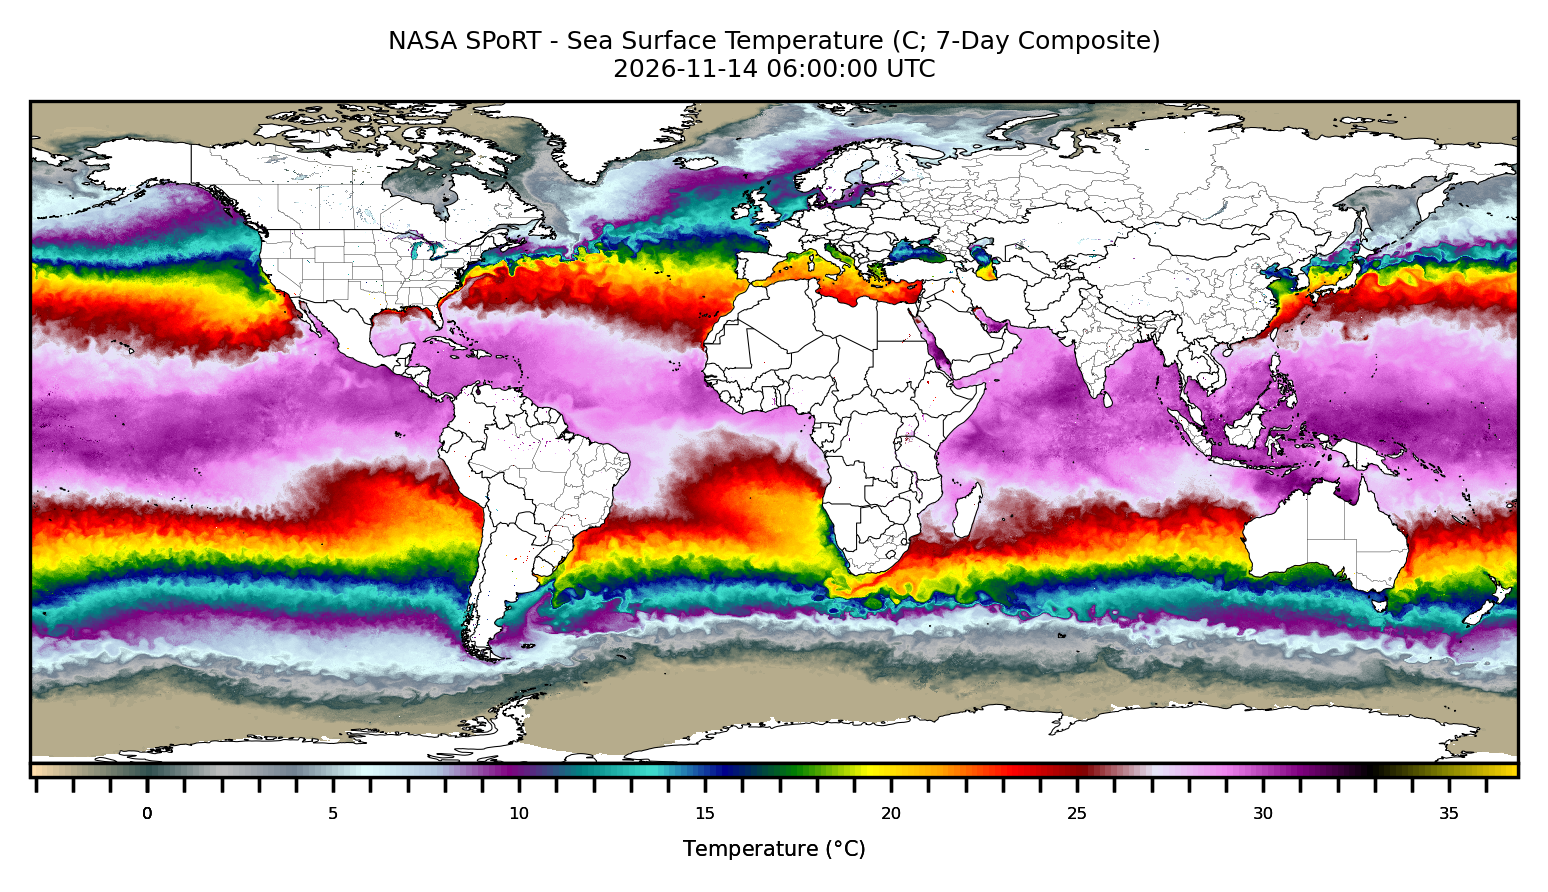 NASA SPoRT - Sea Surface Temperature (C; 7-Day Composite)
2026-11-14 06:00:00 UTC
0 5 10 15 20 25 30 35
Temperature (°C)